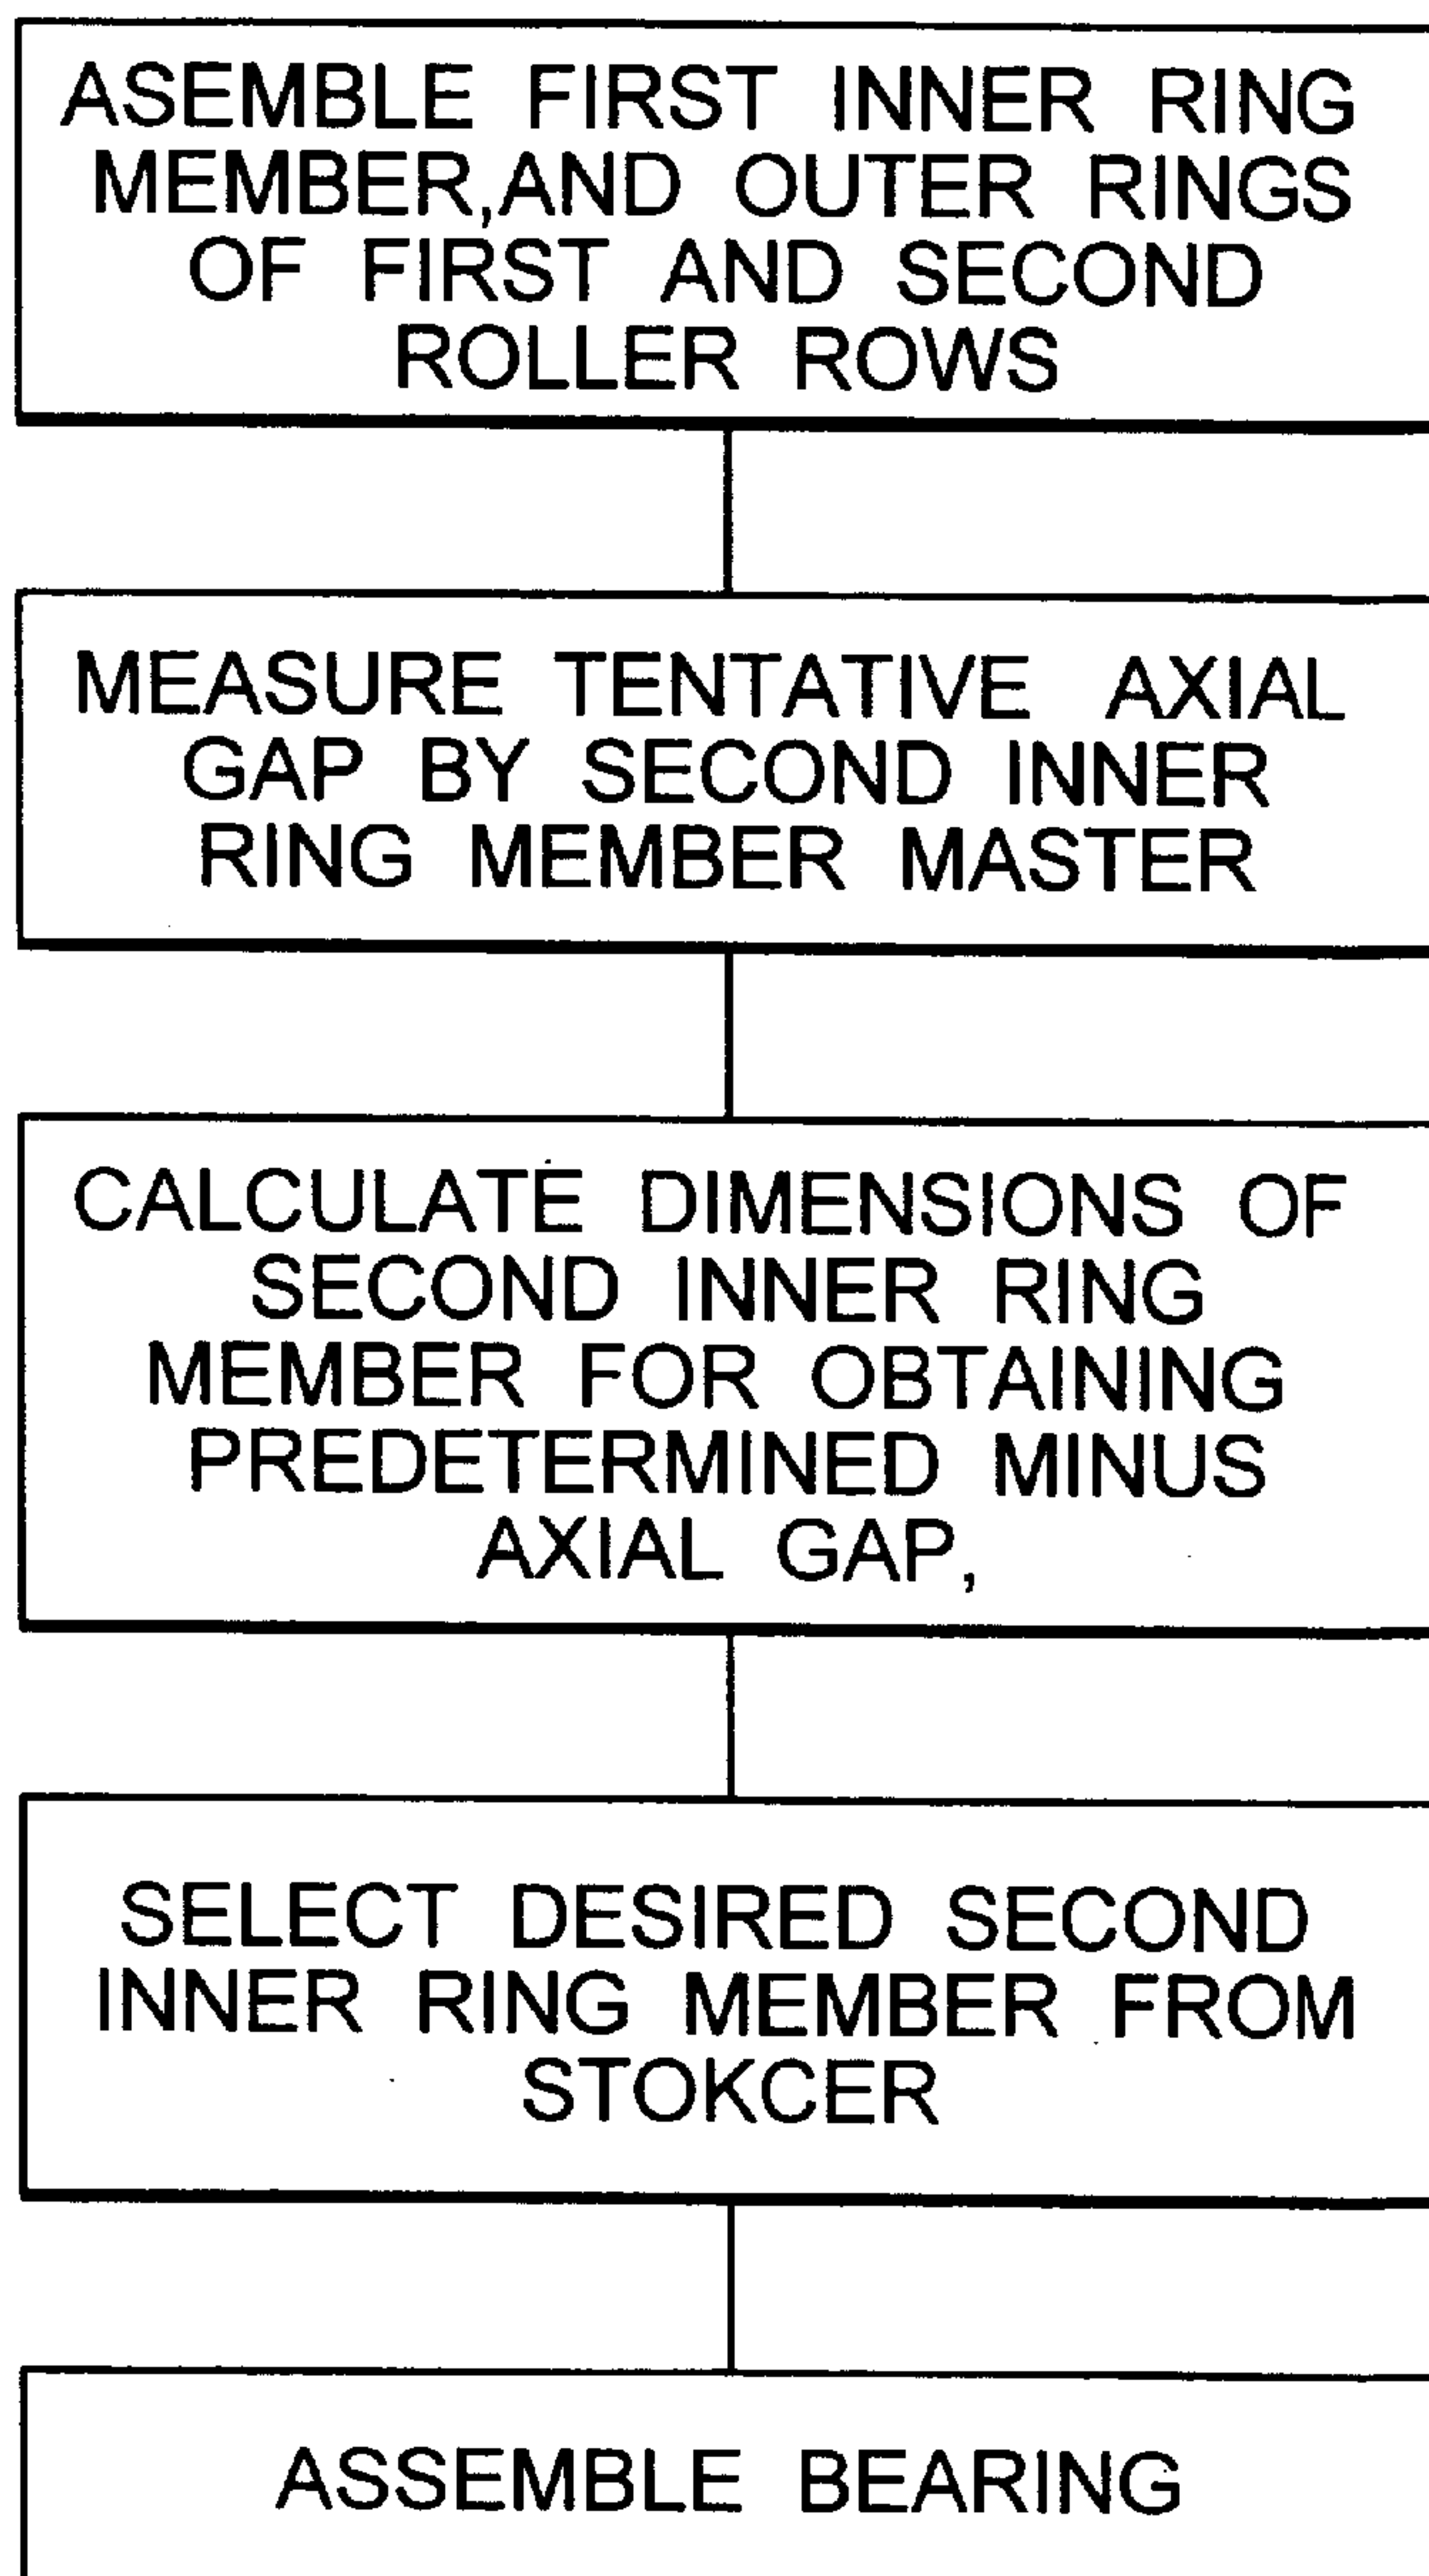 ASEMBLE FIRST INNER RING
MEMBER,AND OUTER RINGS
OF FIRST AND SECOND
ROLLER ROWS
MEASURE TENTATIVE AXIAL
GAP BY SECOND INNER
RING MEMBER MASTER
CALCULATE DIMENSIONS OF
SECOND INNER RING
MEMBER FOR OBTAINING
PREDETERMINED MINUS
AXIAL GAP,
SELECT DESIRED SECOND
INNER RING MEMBER FROM
STOKCER
ASSEMBLE BEARING